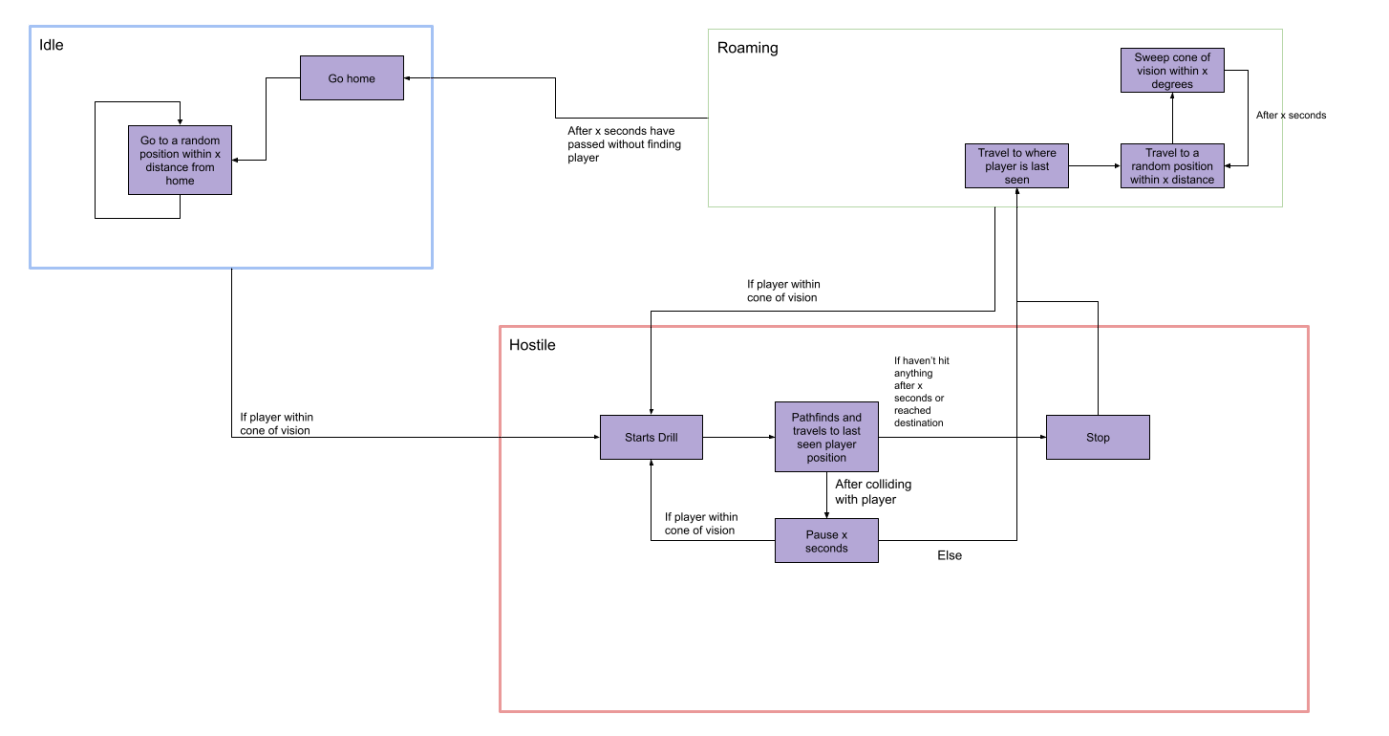 Idle
Go home
Go to a random
position within x
distance from
home
Roaming
Sweep cone of
vision within x
degrees
After x seconds
Travel to where
player is last
seen
Travel to a
random position
within x distance
After x seconds have
passed without finding
player
If player within
cone of vision
If player within
cone of vision
Hostile
Starts Drill
Pathfinds and
travels to last
seen player
position
If haven't hit
anything
after x
seconds or
reached
destination
Stop
After colliding
with player
If player within
cone of vision
Pause x
seconds
Else